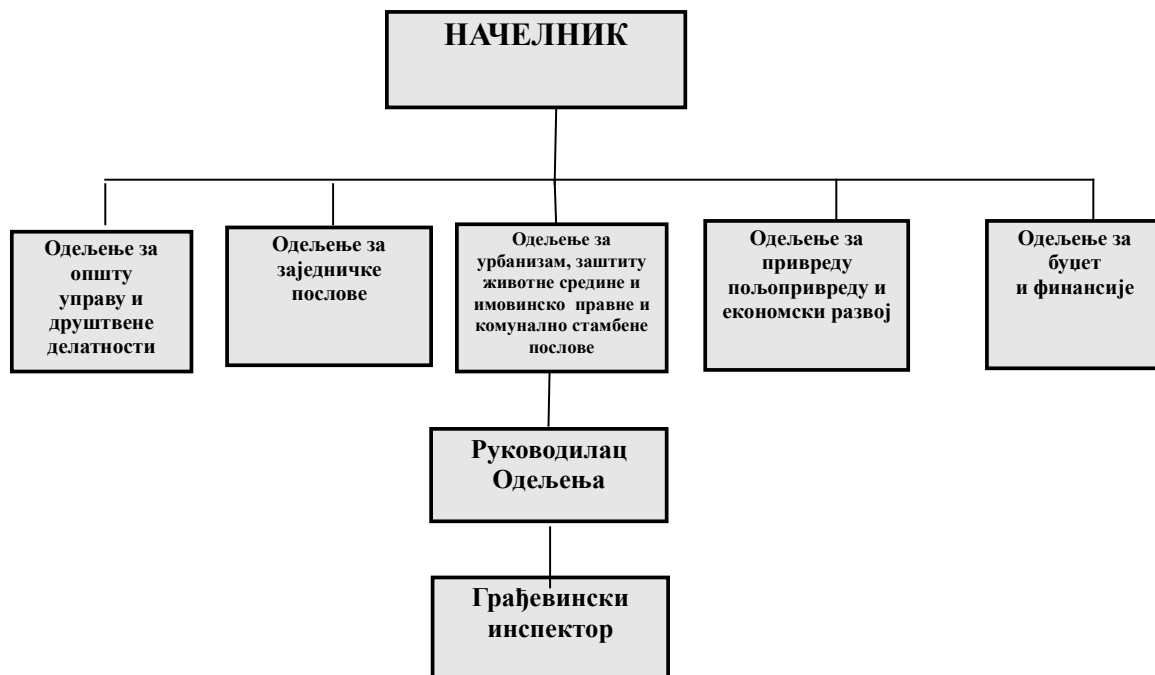 НАЧЕЛНИК
Одељење за
општу
управу и
друштвене
делатности
Одељење за
заједничке
послове
Одељење за
урбанизам, заштиту
животне средине и
имовинско правне и
комунално стамбене
послове
Одељење за
привреду
пољопривреду и
економски развој
Одељење за
буџет
и финансије
Руководилац
Одељења
Грађевински
инспектор